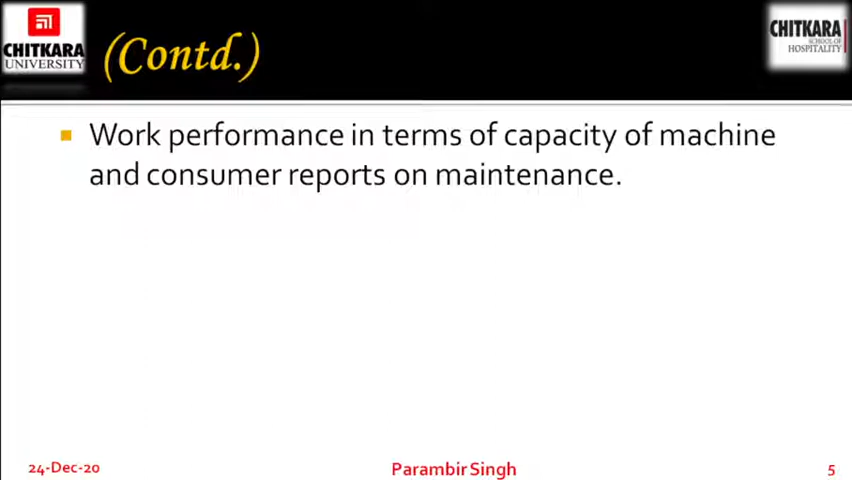 CHITKARA
UNIVERSITY
(Contd.)
CHITKARA
SCHOOL OF
HOSPITALITY
Work performance in terms of capacity of machine
and consumer reports on maintenance.
24-Dec-20
Parambir Singh
5